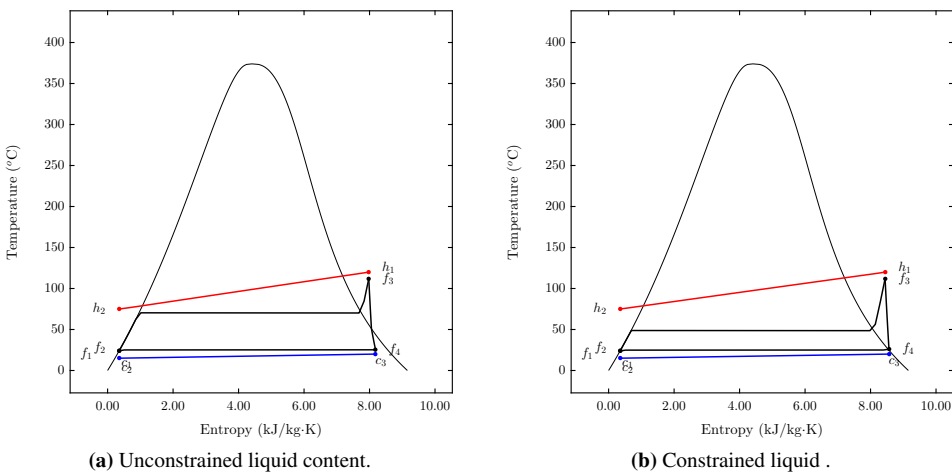 400
350
300
250
200
150
100
50
0
Temperature (°C)
h₁
f₃
h₂
f₁
f₂
f₄
c₁
c₂
c₃
0.00 2.00 4.00 6.00 8.00 10.00
Entropy (kJ/kg·K)
(a) Unconstrained liquid content.
400
350
300
250
200
150
100
50
0
Temperature (°C)
h₁
f₃
h₂
f₁
f₂
f₄
c₁
c₂
c₃
0.00 2.00 4.00 6.00 8.00 10.00
Entropy (kJ/kg·K)
(b) Constrained liquid .